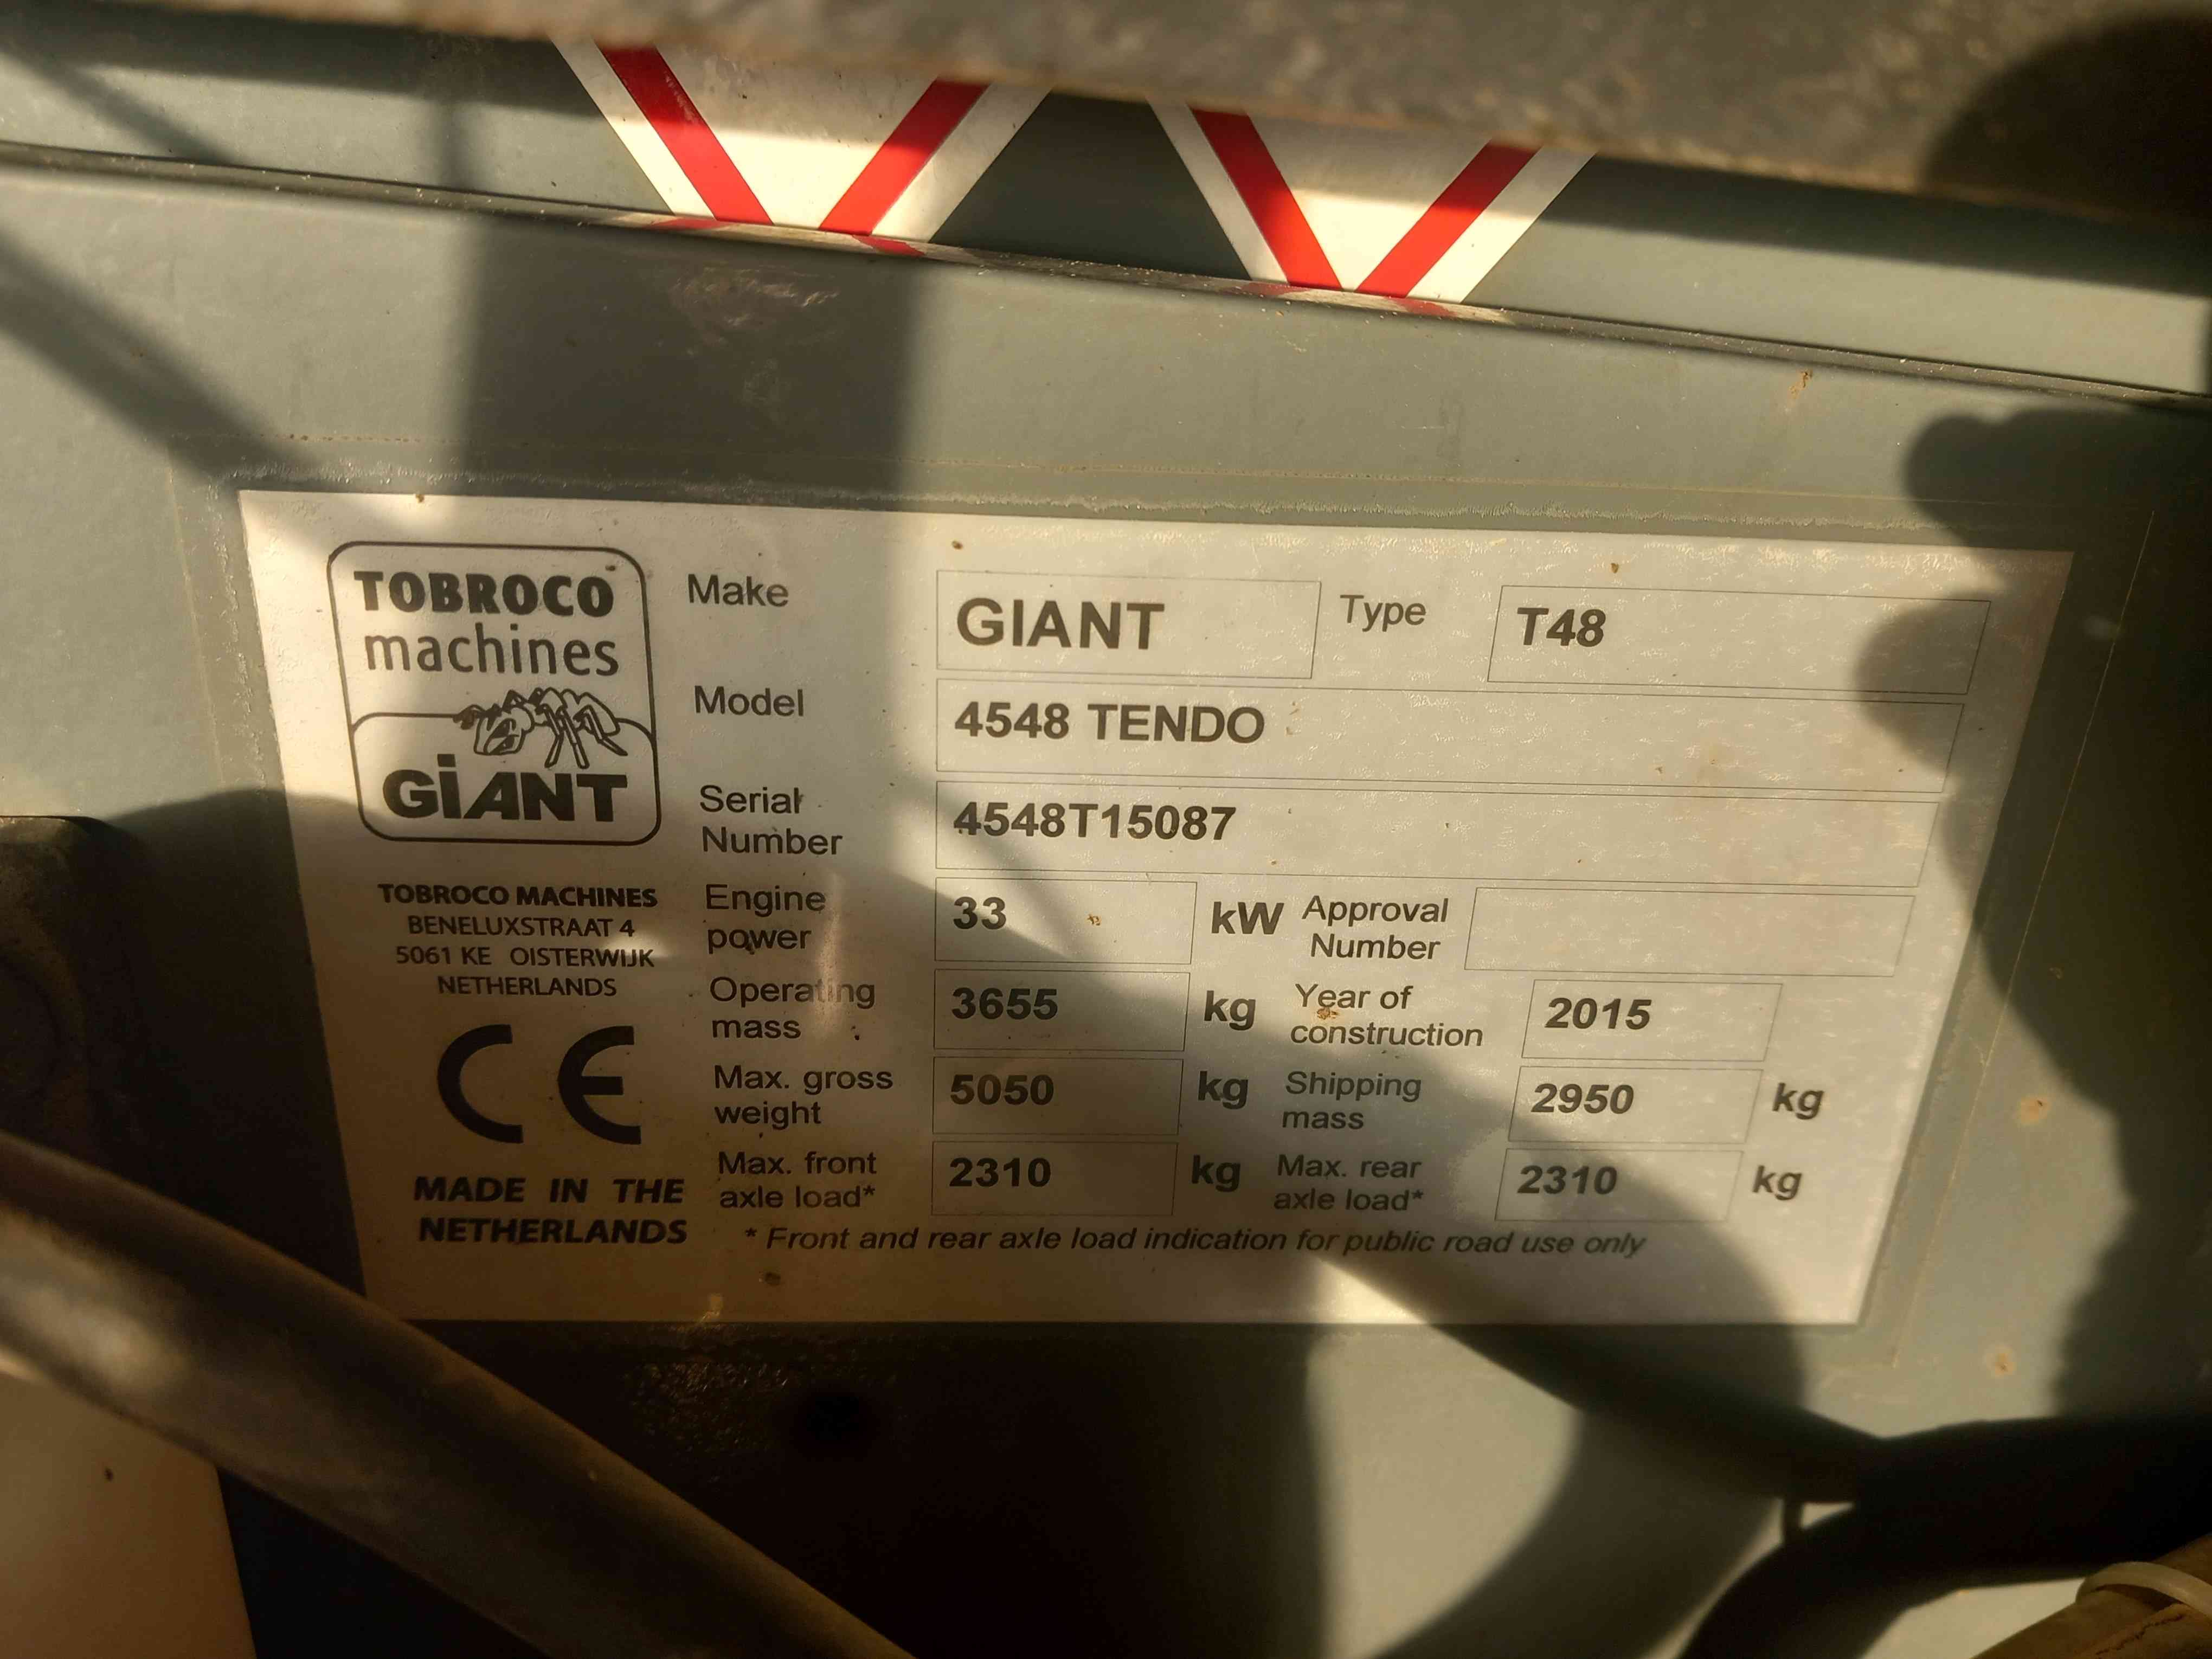 TOBROCO
machines
GiANT
TOBROCO MACHINES
BENELUXSTRAAT 4
5061 KE OISTERWIJK
NETHERLANDS
CE
MADE IN THE
NETHERLANDS
Make GIANT Type T48
Model 4548 TENDO
Serial
Number 4548T15087
Engine
power 33 kW Approval
Number
Operating
mass 3655 kg Year of
construction 2015
Max. gross
weight 5050 kg Shipping
mass 2950 kg
Max. front
axle load* 2310 kg Max. rear
axle load* 2310 kg
* Front and rear axle load indication for public road use only